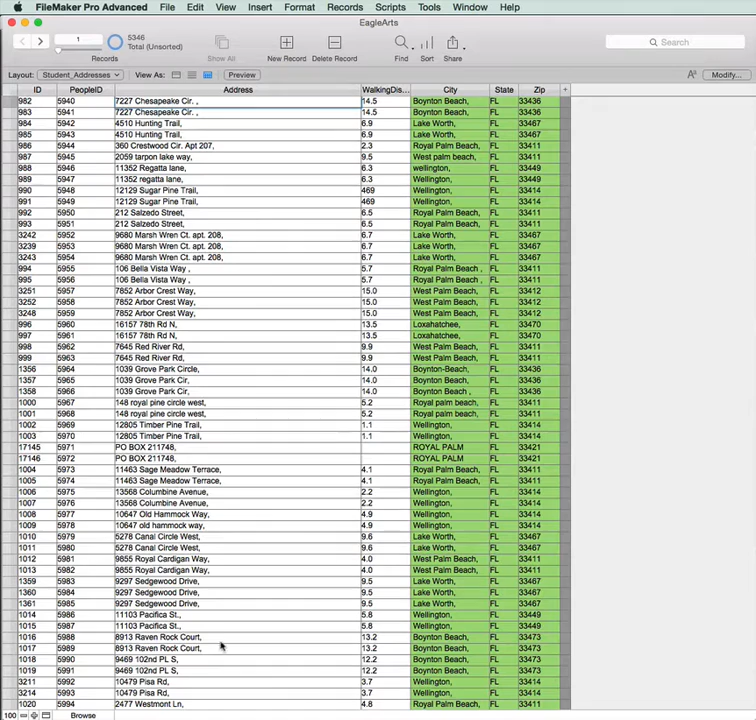 FileMaker Pro Advanced File Edit View Insert Format Records Scripts Tools Window Help
EagleArts
1 5346 Total (Unsorted)
Records Show All New Record Delete Record Find Sort Share Search
Layout: Student_Addresses View As: Preview Modify...
ID PeopleID Address WalkingDis... City State Zip +
982 5940 7227 Chesapeake Cir. , 14.5 Boynton Beach, FL 33436
983 5941 7227 Chesapeake Cir. , 14.5 Boynton Beach, FL 33436
984 5942 4510 Hunting Trail, 6.9 Lake Worth, FL 33467
985 5943 4510 Hunting Trail, 6.9 Lake Worth, FL 33467
986 5944 360 Crestwood Cir. Apt 207, 2.3 Royal Palm Beach, FL 33411
987 5945 2059 tarpon lake way, 9.5 West palm beach, FL 33411
988 5946 11352 Regatta lane, 6.3 wellington, FL 33449
989 5947 11352 regatta lane, 6.3 Wellington, FL 33449
990 5948 12129 Sugar Pine Trail, 469 Wellington, FL 33414
991 5949 12129 Sugar Pine Trail, 469 Wellington, FL 33414
992 5950 212 Salzedo Street, 6.5 Royal Palm Beach, FL 33411
993 5951 212 Salzedo Street, 6.5 Royal Palm Beach, FL 33411
3242 5952 9680 Marsh Wren Ct. apt. 208, 6.7 Lake Worth, FL 33467
3239 5953 9680 Marsh Wren Ct. apt. 208, 6.7 Lake Worth, FL 33467
3243 5954 9680 Marsh Wren Ct. apt. 208, 6.7 Lake Worth, FL 33467
994 5955 106 Bella Vista Way , 5.7 Royal Palm Beach , FL 33411
995 5956 106 Bella Vista Way , 5.7 Royal Palm Beach, FL 33411
3251 5957 7852 Arbor Crest Way, 15.0 West Palm Beach, FL 33412
3252 5958 7852 Arbor Crest Way, 15.0 West Palm Beach, FL 33412
3248 5959 7852 Arbor Crest Way, 15.0 West Palm Beach, FL 33412
996 5960 16157 78th Rd N, 13.5 Loxahatchee, FL 33470
997 5961 16157 78th Rd N, 13.5 Loxahatchee, FL 33470
998 5962 7645 Red River Rd, 9.9 West Palm Beach, FL 33411
999 5963 7645 Red River Rd, 9.9 West Palm Beach, FL 33411
1356 5964 1039 Grove Park Circle, 14.0 Boynton-Beach, FL 33436
1357 5965 1039 Grove Park Cir, 14.0 Boynton Beach, FL 33436
1358 5966 1039 Grove Park Cir, 14.0 Boynton Beach , FL 33436
1000 5967 148 royal pine circle west, 5.2 Royal palm beach, FL 33411
1001 5968 148 royal pine circle west, 5.2 Royal Palm Beach, FL 33411
1002 5969 12805 Timber Pine Trail, 1.1 Wellington, FL 33414
1003 5970 12805 Timber Pine Trail, 1.1 Wellington, FL 33414
17145 5971 PO BOX 211748, ROYAL PALM FL 33421
17146 5972 PO BOX 211748, ROYAL PALM FL 33421
1004 5973 11463 Sage Meadow Terrace, 4.1 Royal Palm Beach, FL 33411
1005 5974 11463 Sage Meadow Terrace, 4.1 Royal Palm Beach, FL 33411
1006 5975 13568 Columbine Avenue, 2.2 Wellington, FL 33414
1007 5976 13568 Columbine Avenue, 2.2 Wellington, FL 33414
1008 5977 10647 Old Hammock Way, 4.9 Wellington, FL 33414
1009 5978 10647 old hammock way, 4.9 Wellington, FL 33414
1010 5979 5278 Canal Circle West, 9.6 Lake Worth, FL 33467
1011 5980 5278 Canal Circle West, 9.6 Lake Worth, FL 33467
1012 5981 9855 Royal Cardigan Way, 4.0 West Palm Beach, FL 33411
1013 5982 9855 Royal Cardigan Way, 4.0 West Palm Beach, FL 33411
1359 5983 9297 Sedgewood Drive, 9.5 Lake Worth, FL 33467
1360 5984 9297 Sedgewood Drive, 9.5 Lake Worth, FL 33467
1361 5985 9297 Sedgewood Drive, 9.5 Lake Worth, FL 33467
1014 5986 11103 Pacifica St., 5.8 Wellington, FL 33449
1015 5987 11103 Pacifica St., 5.8 Wellington, FL 33449
1016 5988 8913 Raven Rock Court, 13.2 Boynton Beach, FL 33473
1017 5989 8913 Raven Rock Court, 13.2 Boynton Beach, FL 33473
1018 5990 9469 102nd PL S, 12.2 Boynton Beach, FL 33473
1019 5991 9469 102nd PL S, 12.2 Boynton Beach, FL 33473
3211 5992 10479 Pisa Rd, 3.7 Wellington, FL 33414
3214 5993 10479 Pisa Rd, 3.7 Wellington, FL 33414
1020 5994 2477 Westmont Ln, 4.8 Royal Palm Beach, FL 33411
100 Browse